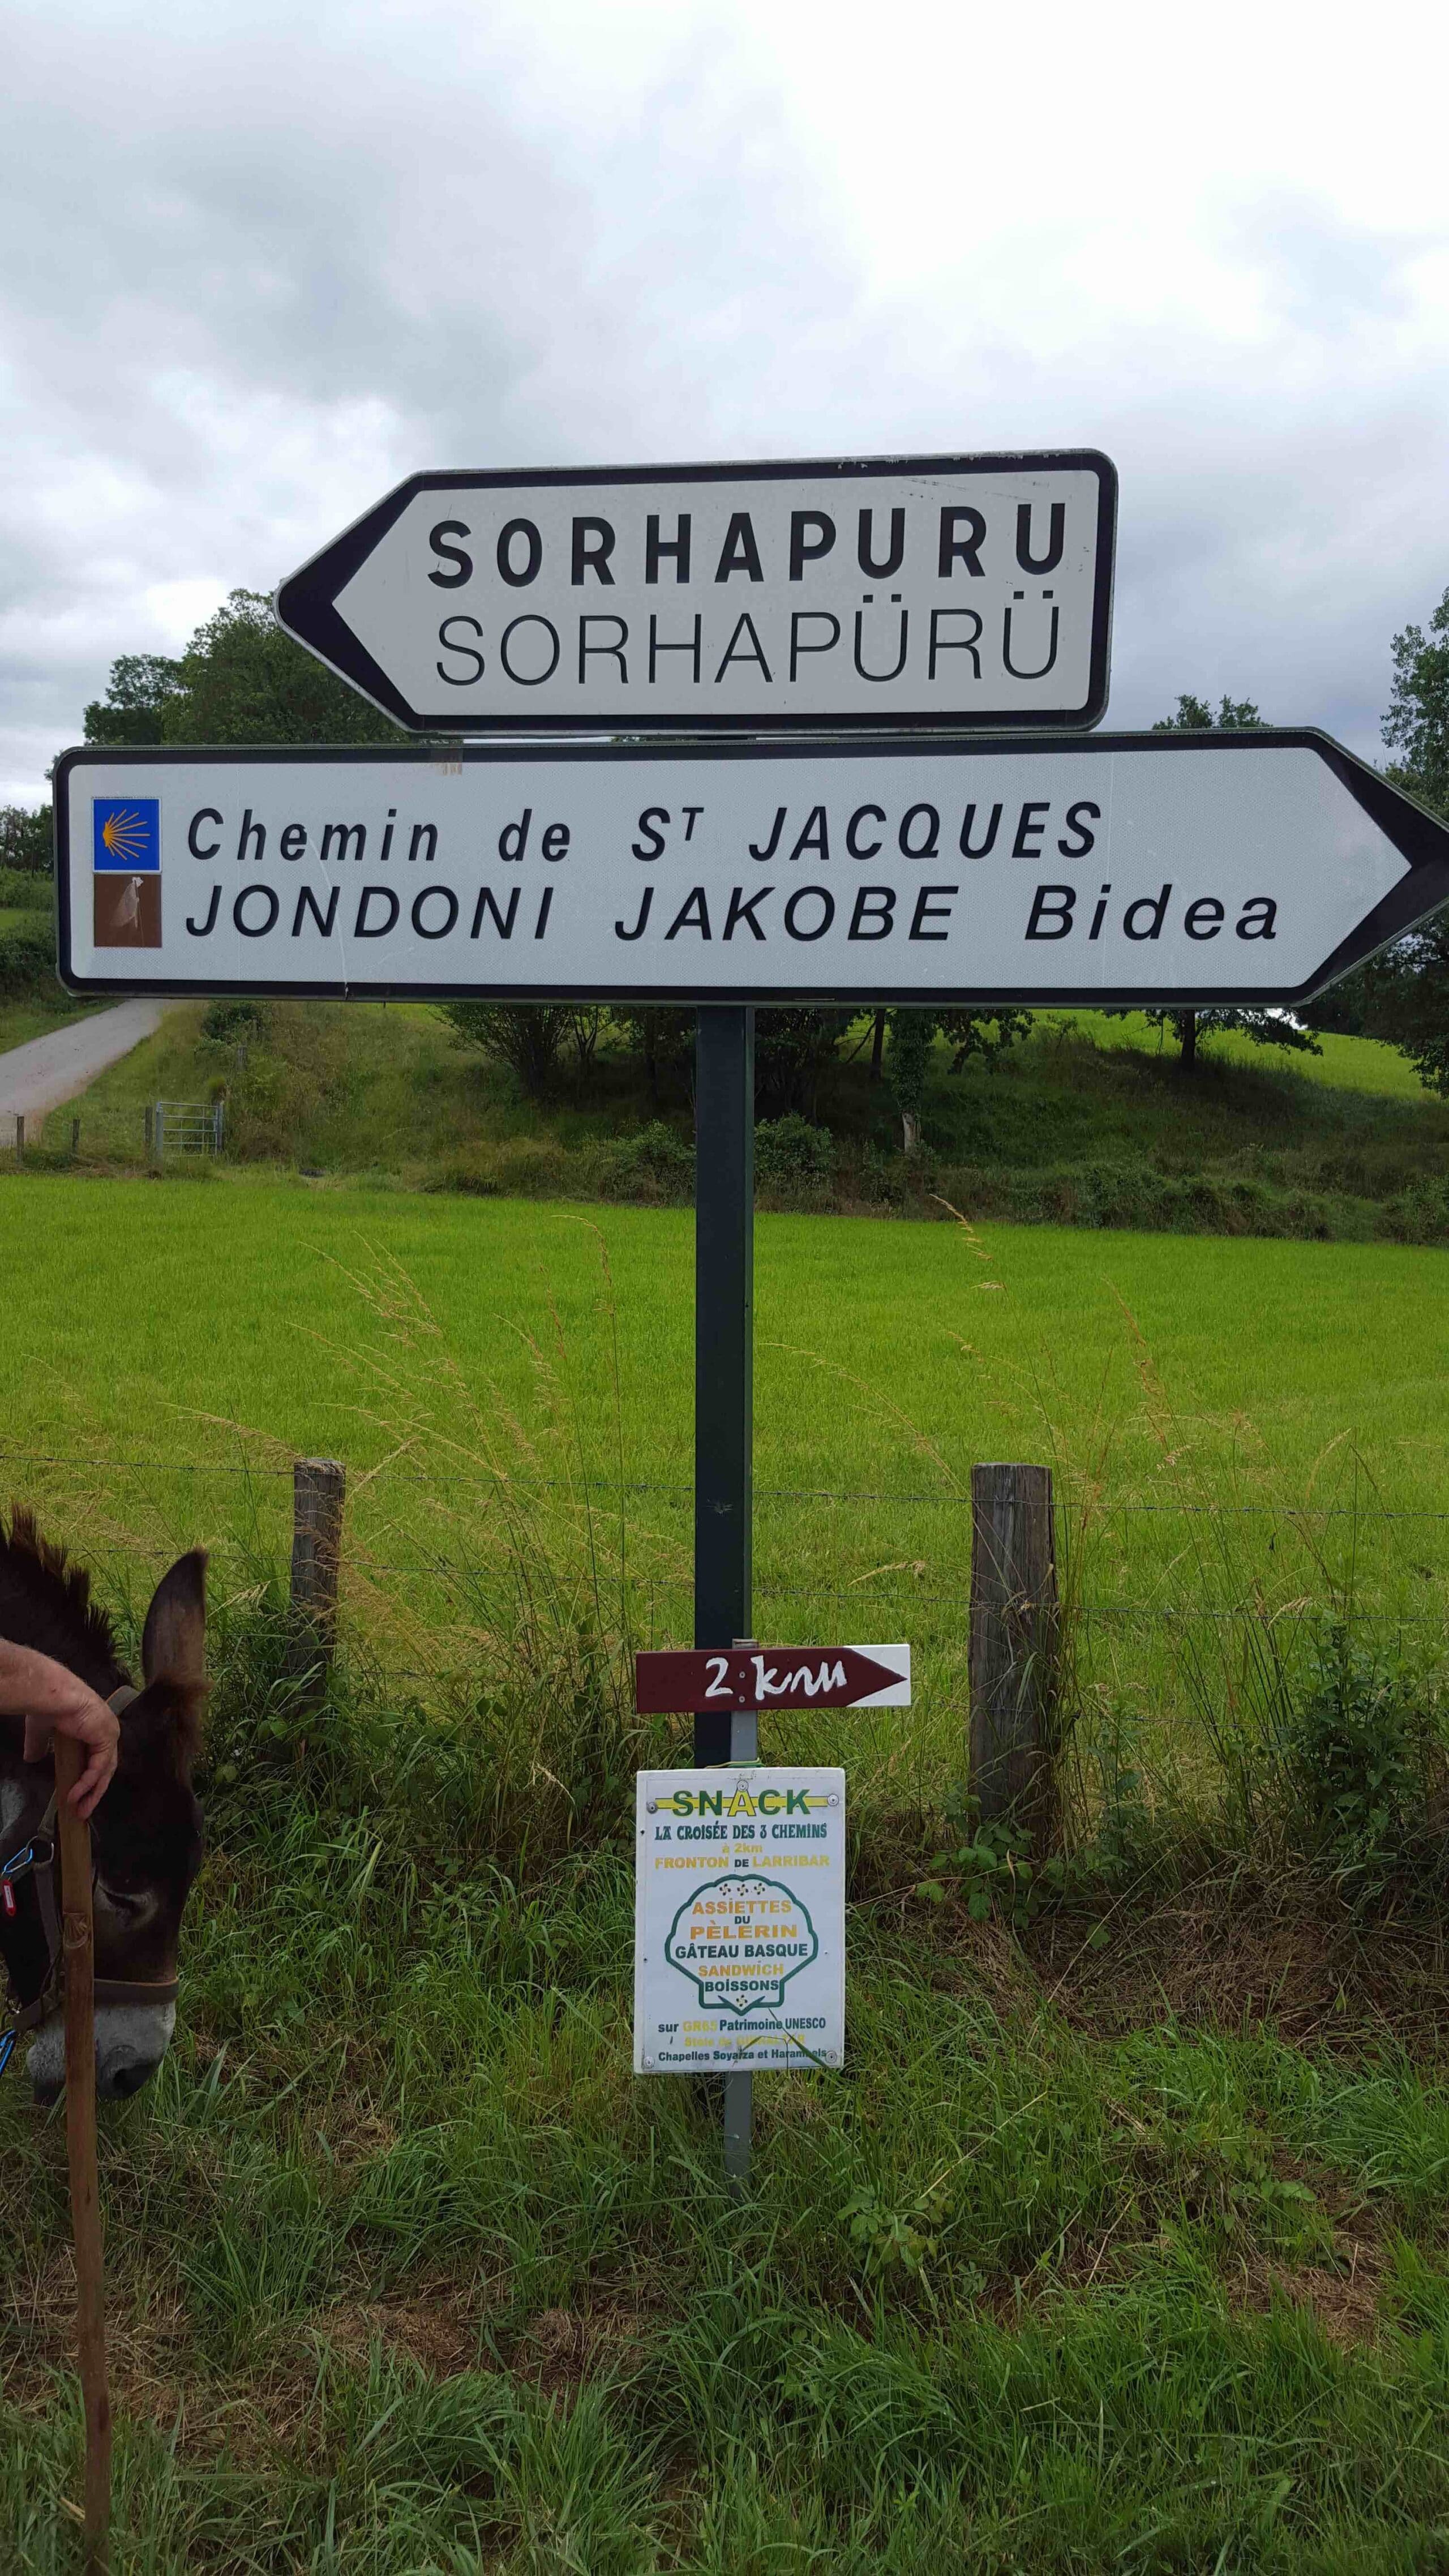 SORHAPURU
SORHAPÜRÜ
Chemin de ST JACQUES
JONDONI JAKOBE Bidea
2 km
SNACK
LA CROISÉE DES 3 CHEMINS
à 2km
FRONTON DE LARRIBAR
ASSIETTES
DU
PÈLERIN
GÂTEAU BASQUE
SANDWICH
BOISSONS
sur GR65 Patrimoine UNESCO
Chapelles Soyarza et Harambels